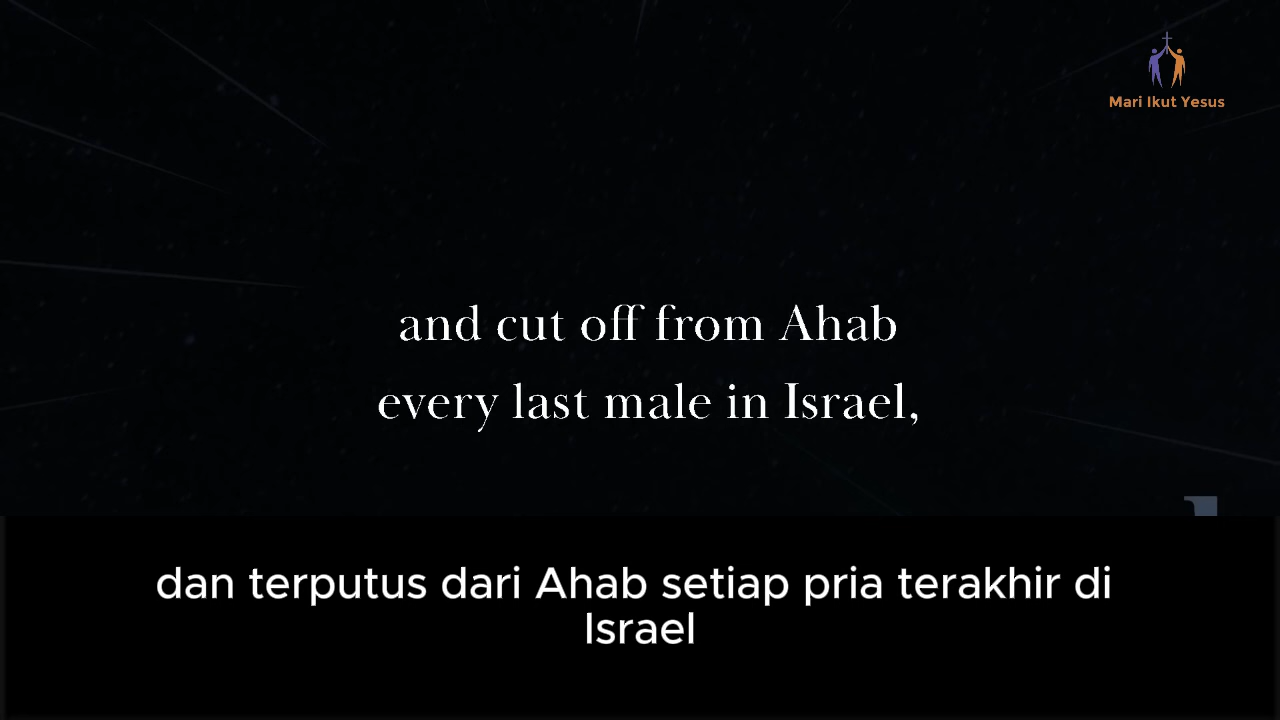 Mari Ikut Yesus
and cut off from Ahab
every last male in Israel,
dan terputus dari Ahab setiap pria terakhir di
Israel